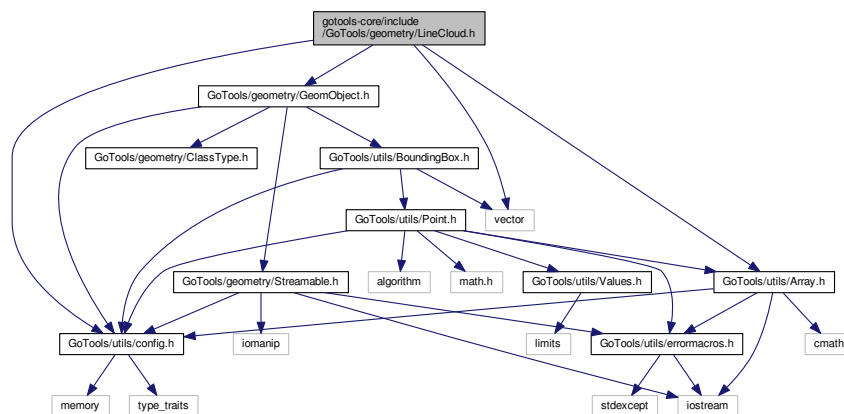 gotools-core/include
/GoTools/geometry/LineCloud.h
GoTools/geometry/GeomObject.h
GoTools/geometry/ClassType.h
GoTools/utils/BoundingBox.h
GoTools/utils/Point.h
vector
GoTools/geometry/Streamable.h
algorithm
math.h
GoTools/utils/Values.h
GoTools/utils/Array.h
GoTools/utils/config.h
iomanip
limits
GoTools/utils/errormacros.h
cmath
memory
type_traits
stdexcept
iostream